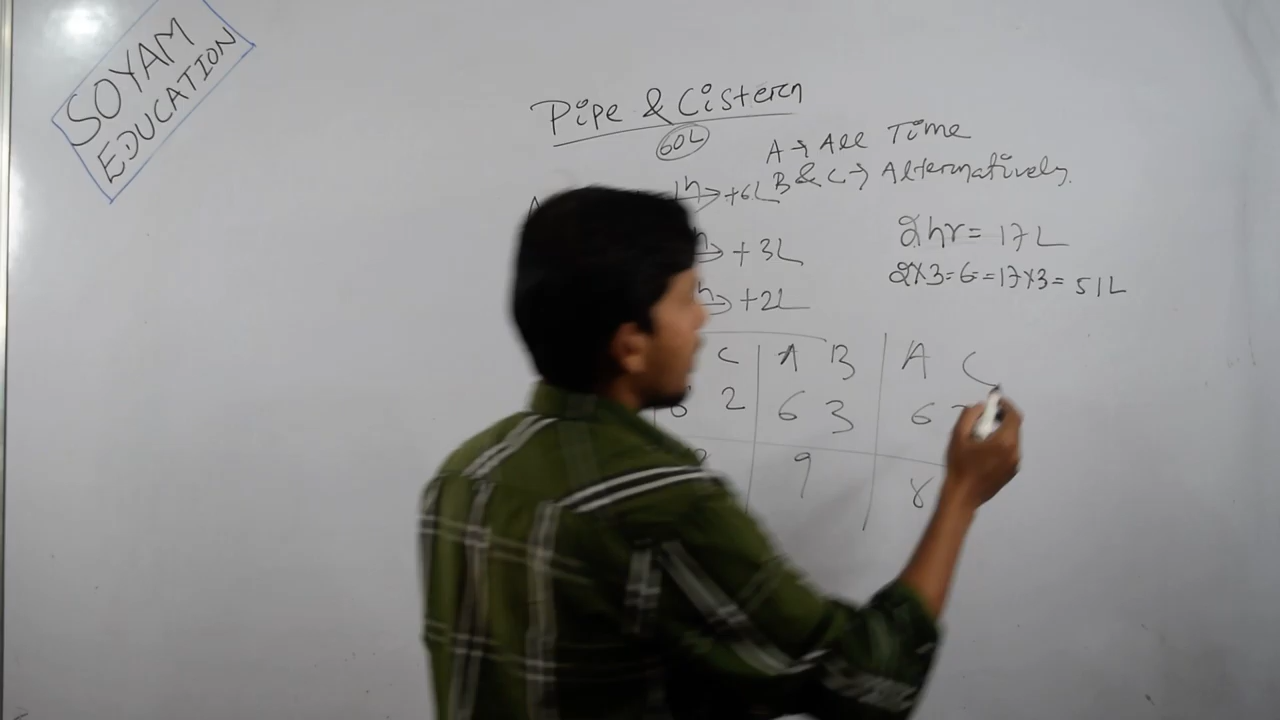 SOYAM
EDUCATION
Pipe & Cistern
60L
A → All Time
B & C → Alternatively.
h→ +6L
→ +3L
h→ +2L
2hr = 17L
2×3=6==17×3= 51L
C | A B | A C
6 2 | 6 3 | 6
9 8